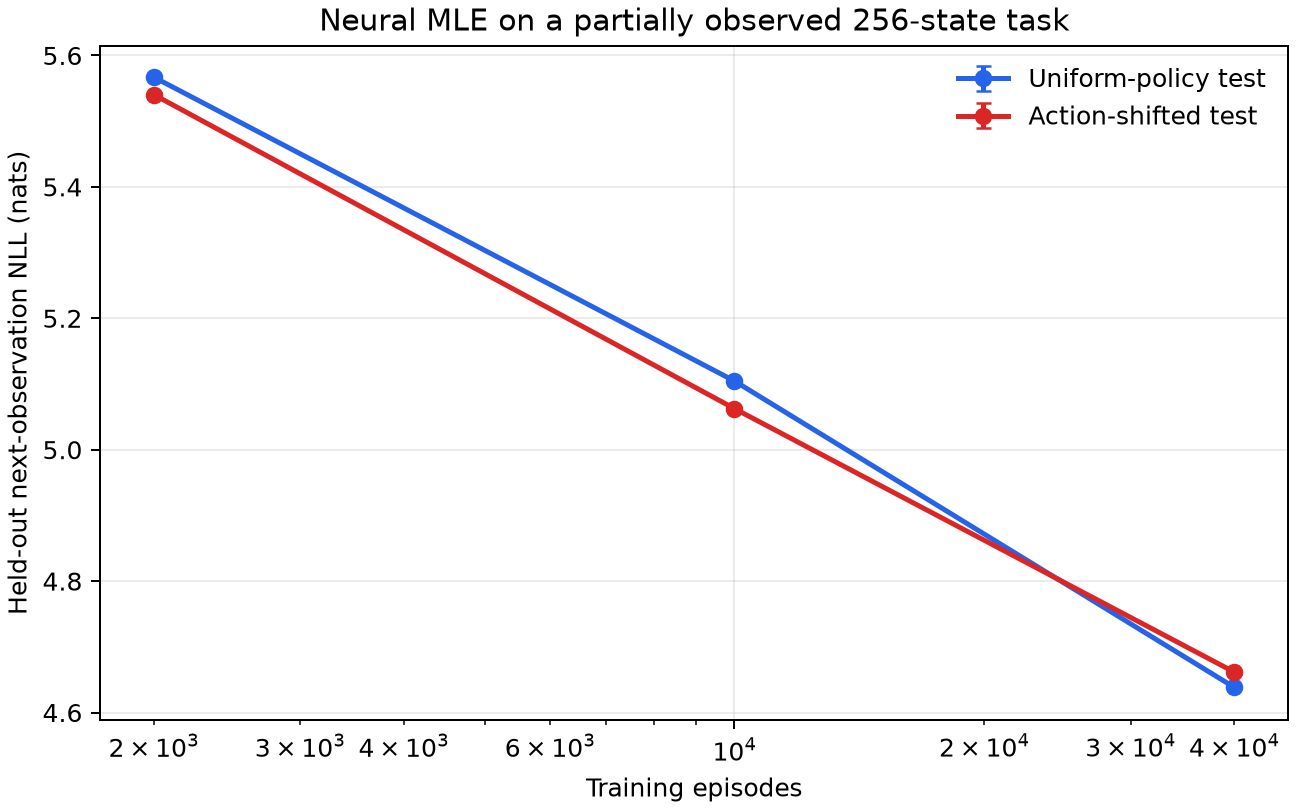 Neural MLE on a partially observed 256-state task
Uniform-policy test
Action-shifted test
Held-out next-observation NLL (nats)
5.6
5.4
5.2
5.0
4.8
4.6
2 × 10³
3 × 10³
4 × 10³
6 × 10³
10⁴
2 × 10⁴
3 × 10⁴
4 × 10⁴
Training episodes